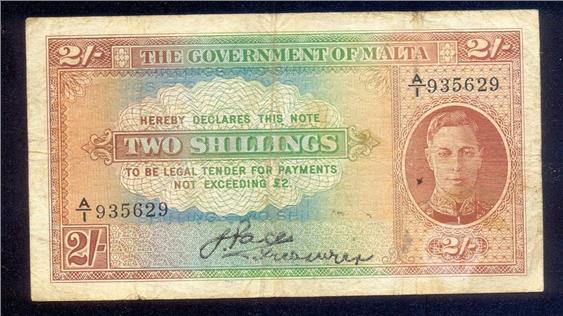 2/- THE GOVERNMENT OF MALTA 2/-
A/1 935629
HEREBY DECLARES THIS NOTE
TWO SHILLINGS
TO BE LEGAL TENDER FOR PAYMENTS
NOT EXCEEDING £2.
A/1 935629
J. Pace
Treasurer
2/- 2/-